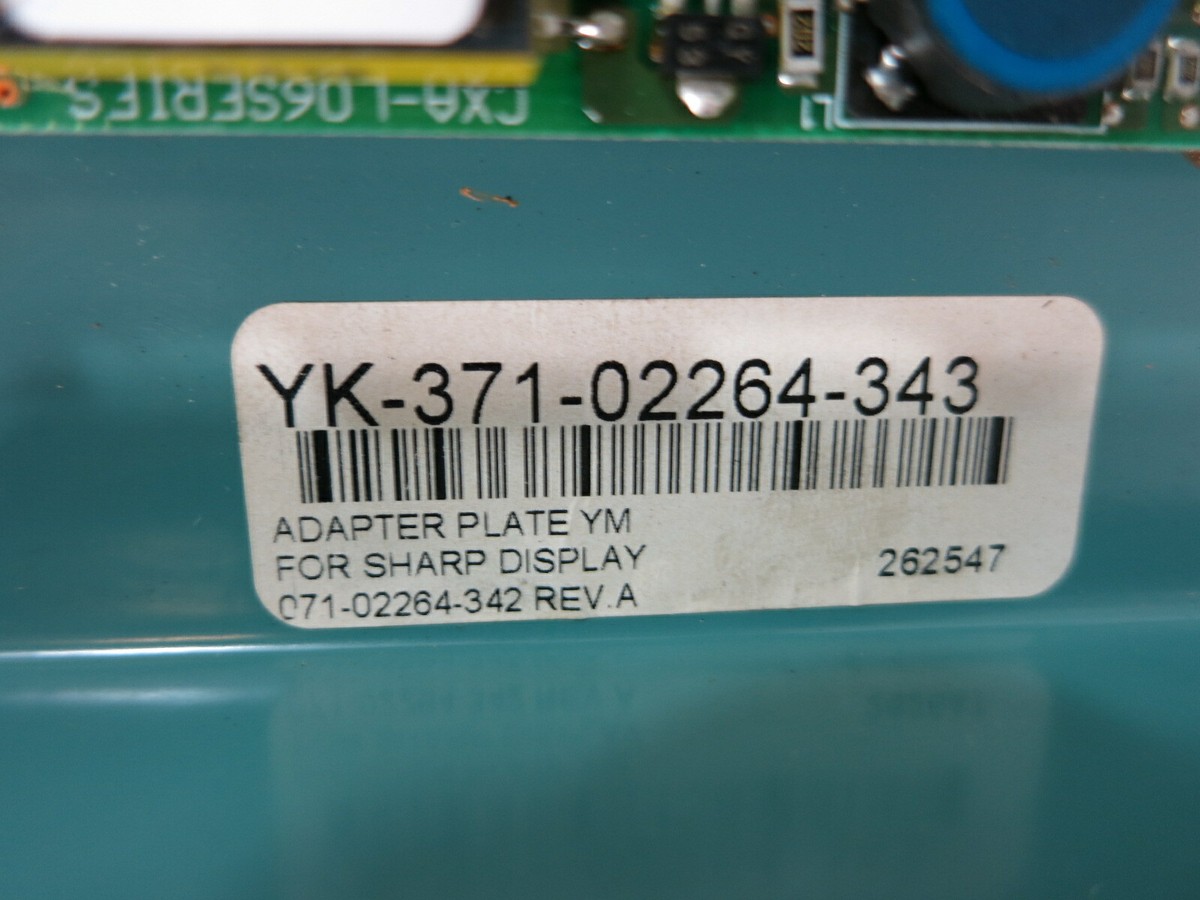 CXA-L06SERIES
L1
YK-371-02264-343
ADAPTER PLATE YM
FOR SHARP DISPLAY
262547
071-02264-342 REV.A